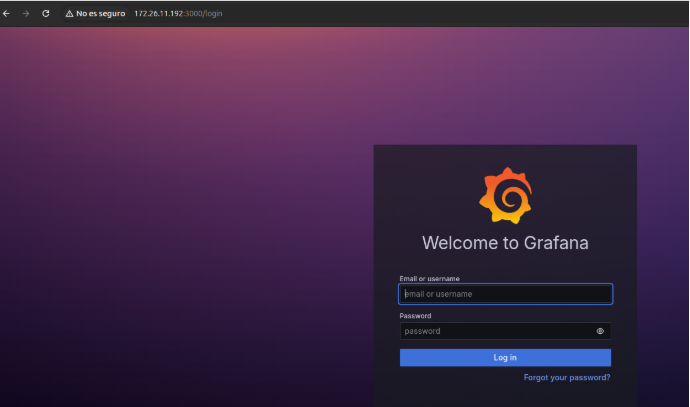 No es seguro 172.26.11.192:3000/login
Welcome to Grafana
Email or username
email or username
Password
password
Log in
Forgot your password?